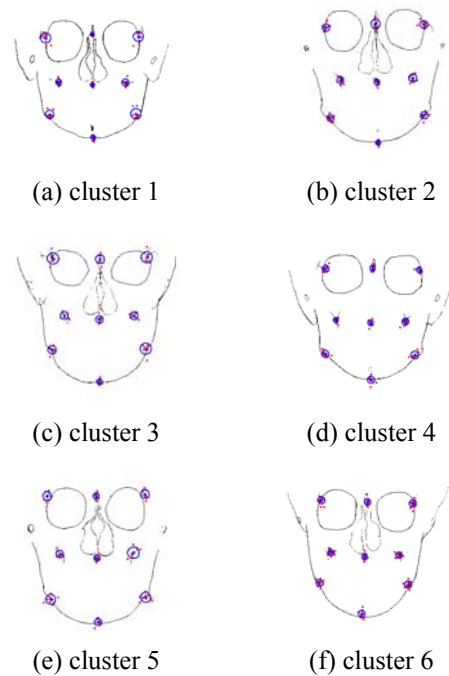 (a) cluster 1
(b) cluster 2
(c) cluster 3
(d) cluster 4
(e) cluster 5
(f) cluster 6